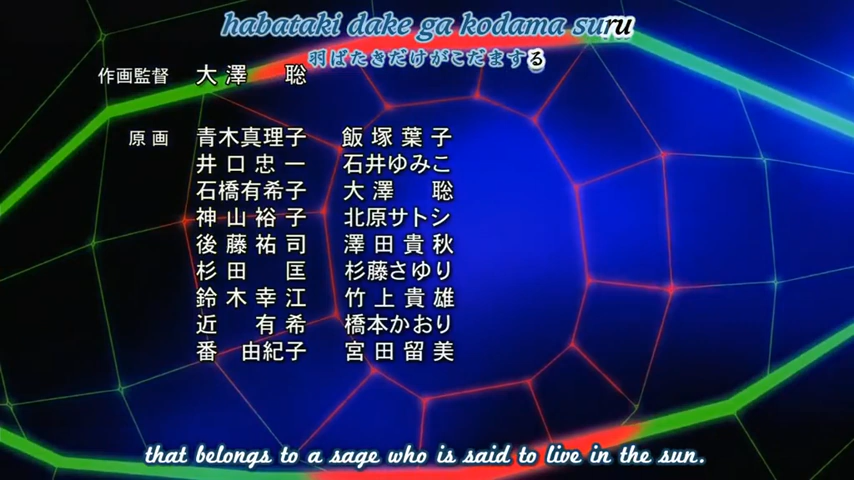 habataki dake ga kodama suru
羽ばたきだけがこだまする
作画監督 大澤 聡
原画 青木真理子 飯塚葉子
井口忠一 石井ゆみこ
石橋有希子 大澤 聡
神山裕子 北原サトシ
後藤祐司 澤田貴秋
杉田 匡 杉藤さゆり
鈴木幸江 竹上貴雄
近 有希 橋本かおり
番 由紀子 宮田留美
that belongs to a sage who is said to live in the sun.